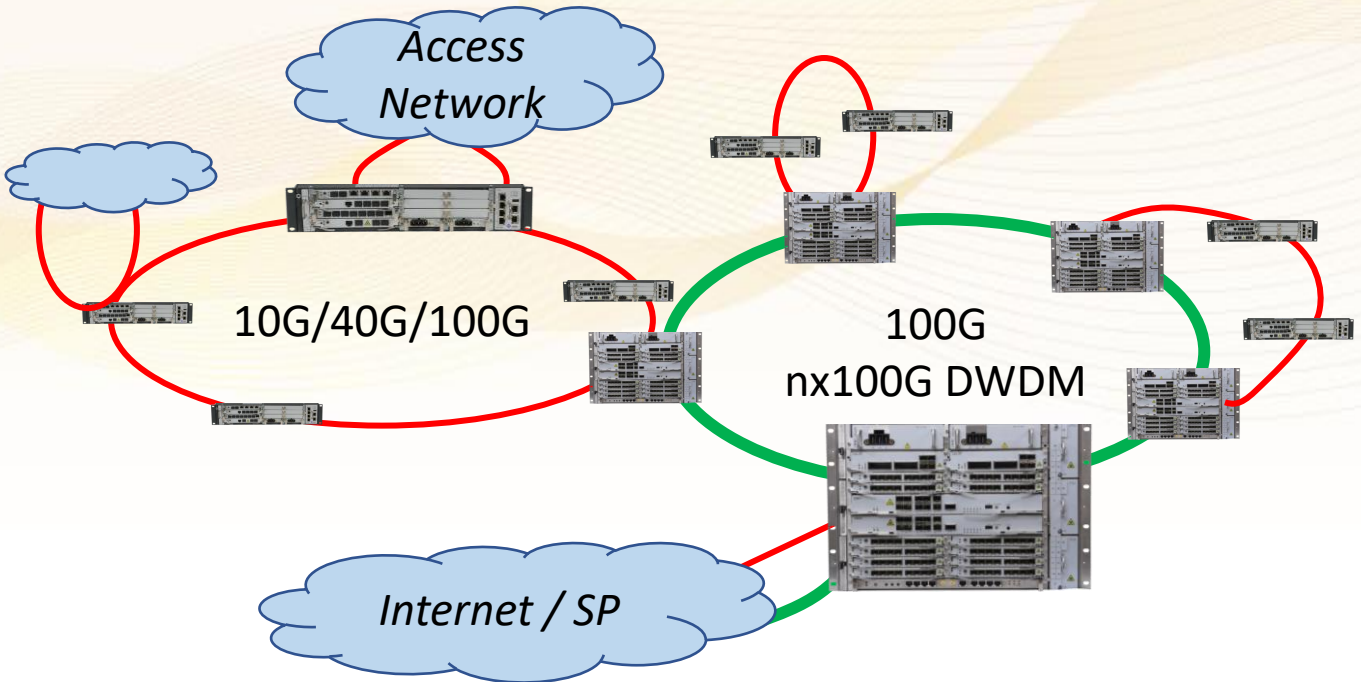 Access
Network
10G/40G/100G
100G
nx100G DWDM
Internet / SP